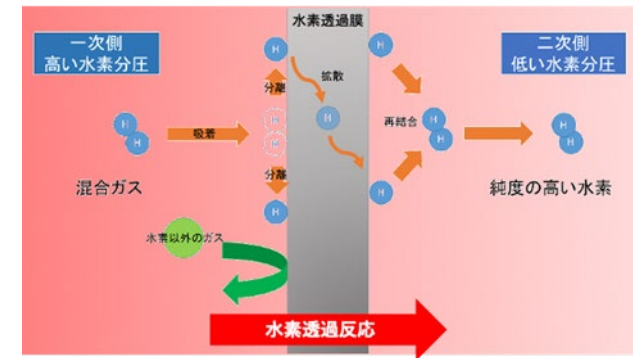 水素透過膜
一次側
高い水素分圧
二次側
低い水素分圧
H
H
分離
拡散
H
H
H
H
吸着
H
H
再結合
H
H
H
H
混合ガス
分離
H
H
純度の高い水素
水素以外のガス
水素透過反応